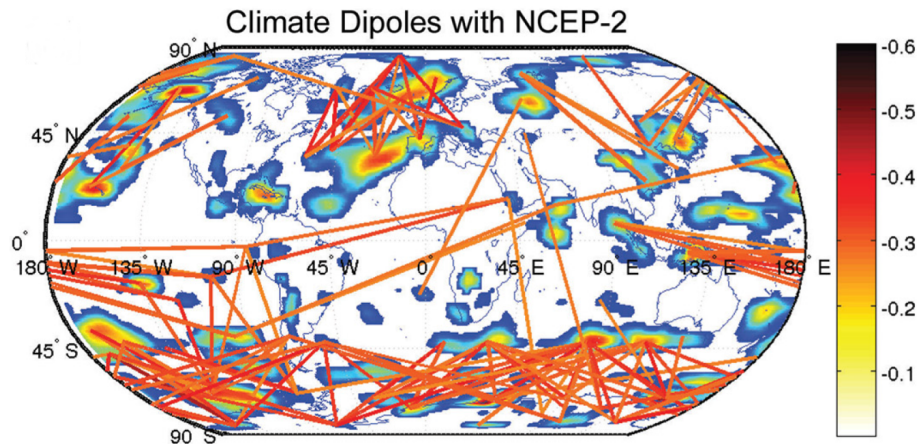 Climate Dipoles with NCEP-2
90° N
45° N
0°
180° W 135° W 90° W 45° W 0° 45° E 90° E 135° E 180° E
45° S
90° S
-0.6
-0.5
-0.4
-0.3
-0.2
-0.1